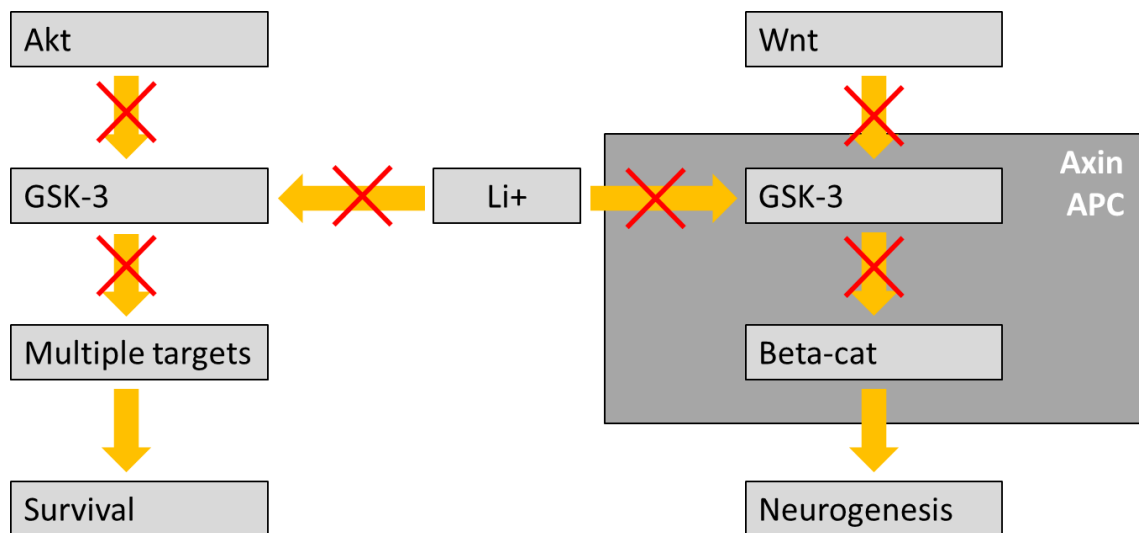 Akt
Wnt
Axin
APC
GSK-3
Li+
GSK-3
Multiple targets
Beta-cat
Survival
Neurogenesis